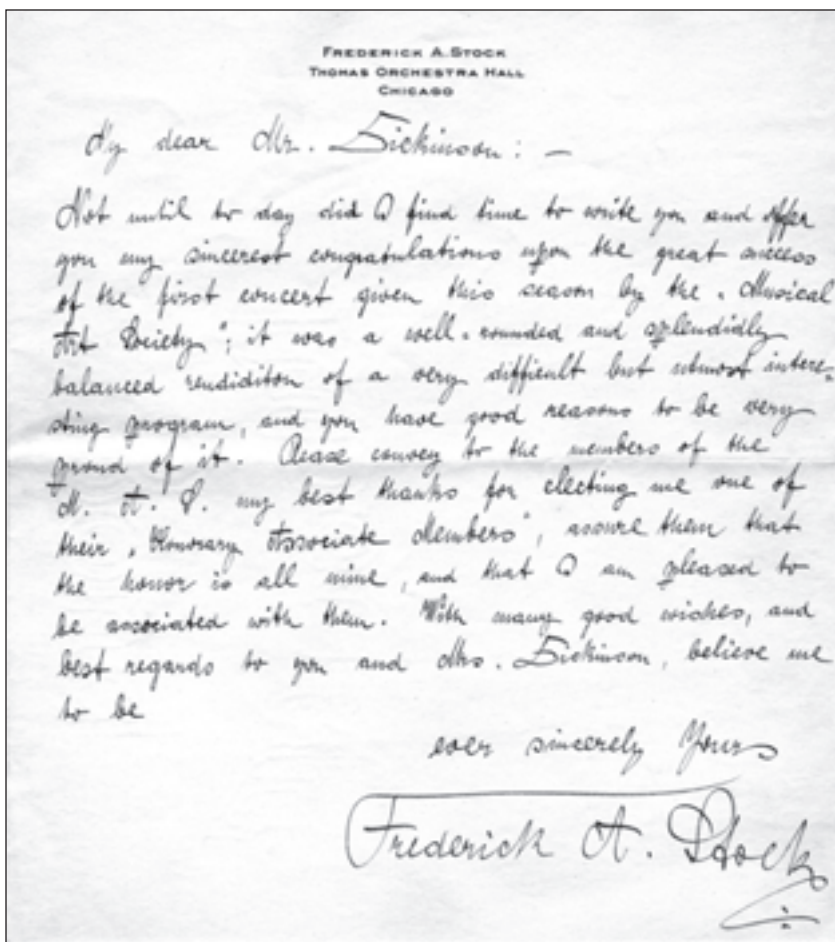 FREDERICK A. STOCK
THOMAS ORCHESTRA HALL
CHICAGO
My dear Mr. Dickinson: —
Not until to day did I find time to write you and offer
you my sincerest congratulations upon the great success
of the first concert given this season by the "Musical
Art Society"; it was a well-rounded and splendidly
balanced rendiditon of a very difficult but utmost intere-
sting program, and you have good reasons to be very
proud of it. Please convey to the members of the
M. A. S. my best thanks for electing me one of
their "Honorary Associate Members", assure them that
the honor is all mine, and that I am pleased to
be associated with them. With many good wishes, and
best regards to you and Mrs. Dickinson, believe me
to be
ever sincerely Yours
Frederick A. Stock